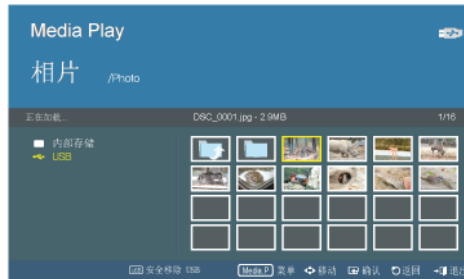 Media Play
相片 /Photo
正在加载... DSC_0001.jpg - 2.9MB 1/16
内部存储
USB
安全移除 USB Media.P 菜单 移动 确认 返回 退出